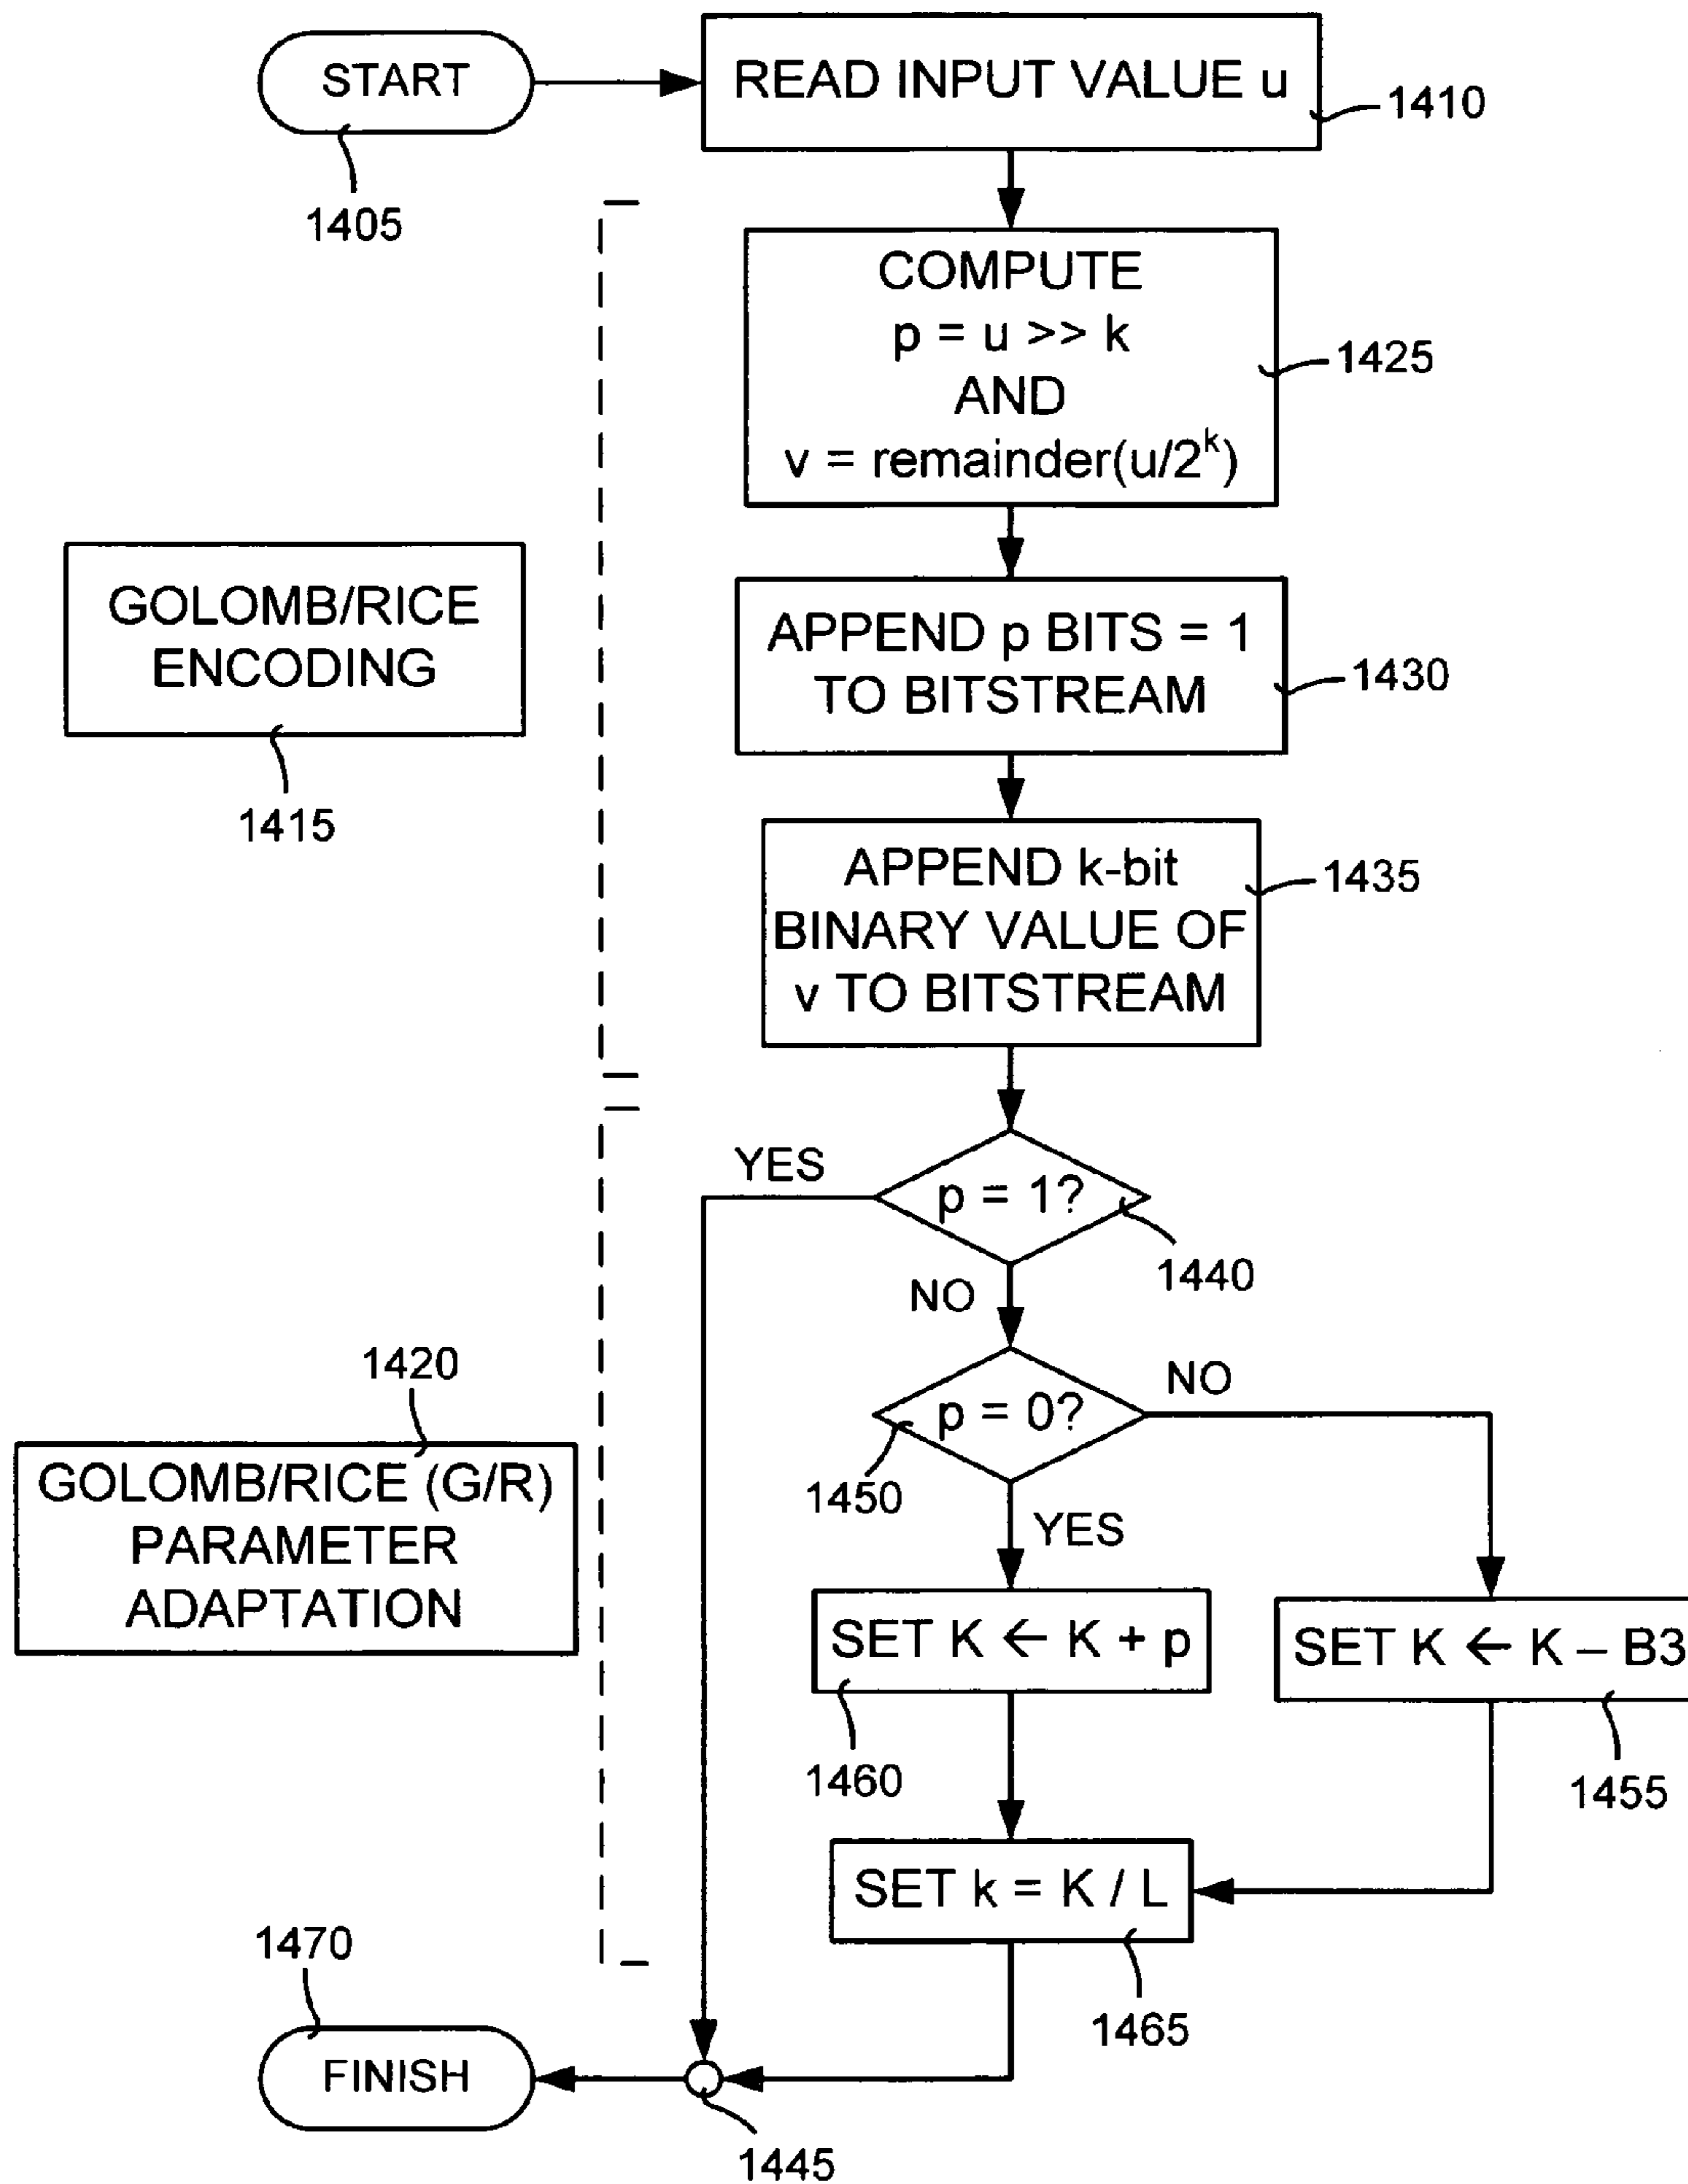 START
READ INPUT VALUE u
1410
1405
COMPUTE
p = u >> k
AND
v = remainder(u/2^k)
1425
GOLOMB/RICE
ENCODING
1415
APPEND p BITS = 1
TO BITSTREAM
1430
APPEND k-bit
BINARY VALUE OF
v TO BITSTREAM
1435
YES
p = 1?
1440
NO
1420
GOLOMB/RICE (G/R)
PARAMETER
ADAPTATION
p = 0?
NO
1450
YES
SET K ← K + p
1460
SET K ← K – B3
1455
SET k = K / L
1465
1470
FINISH
1445